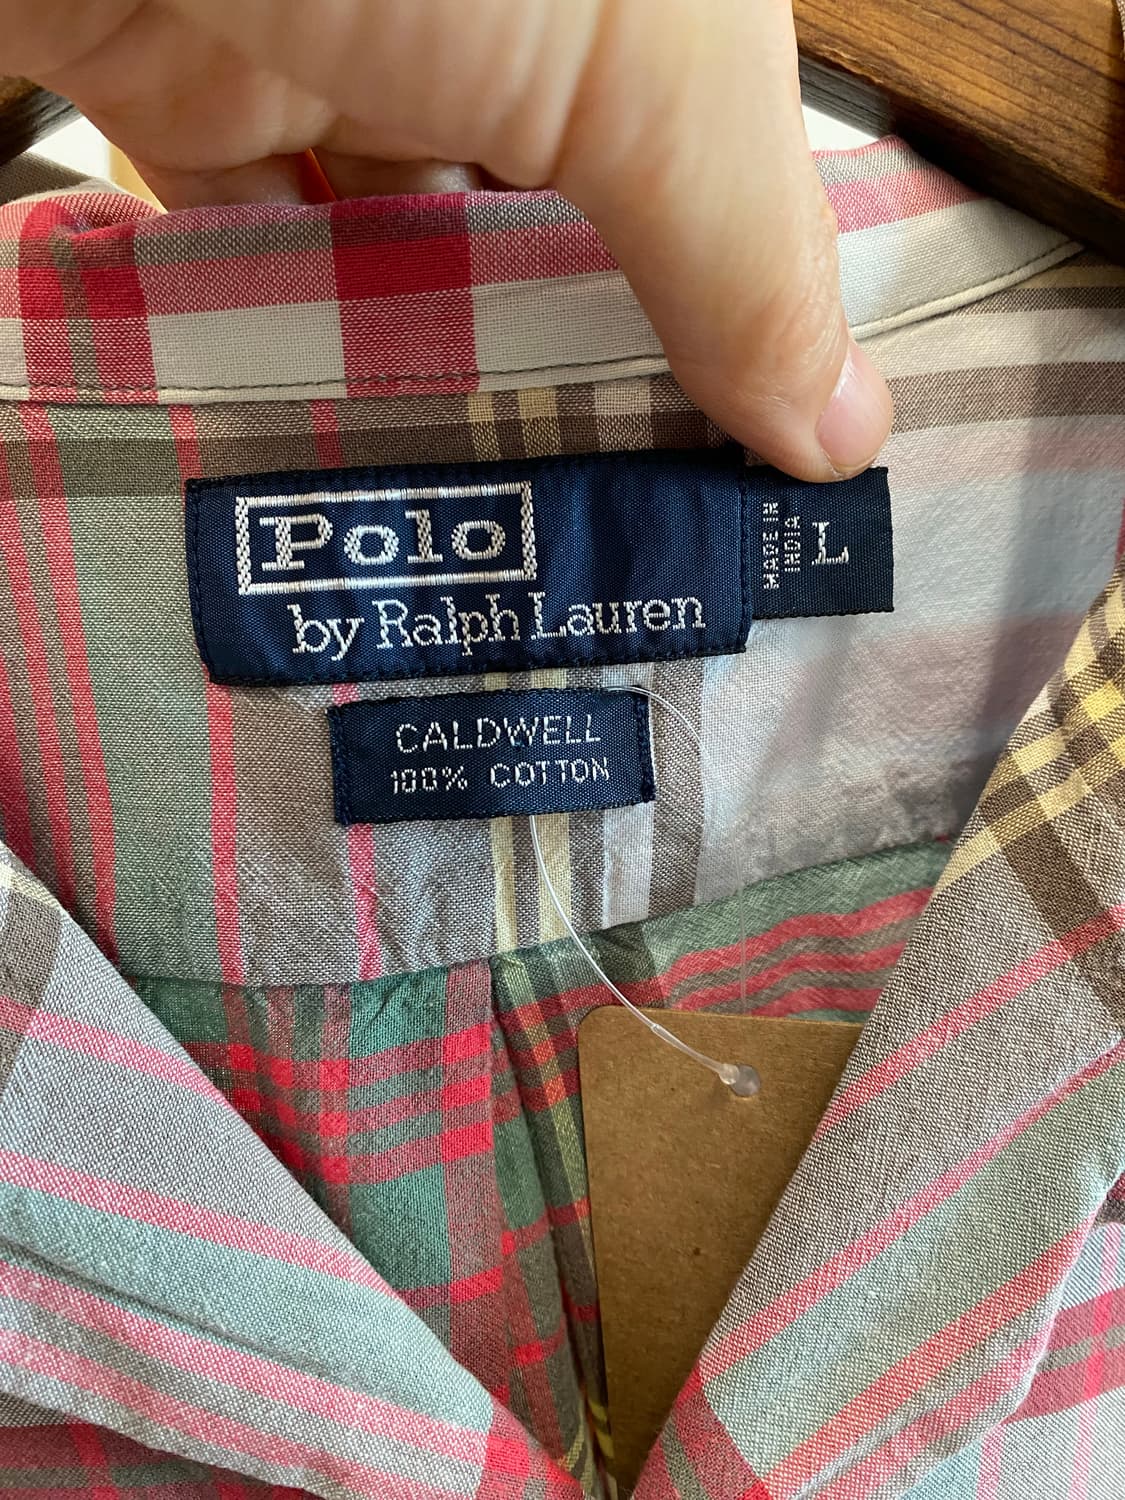 Polo
by Ralph Lauren
MADE IN
INDIA
L
CALDWELL
100% COTTON